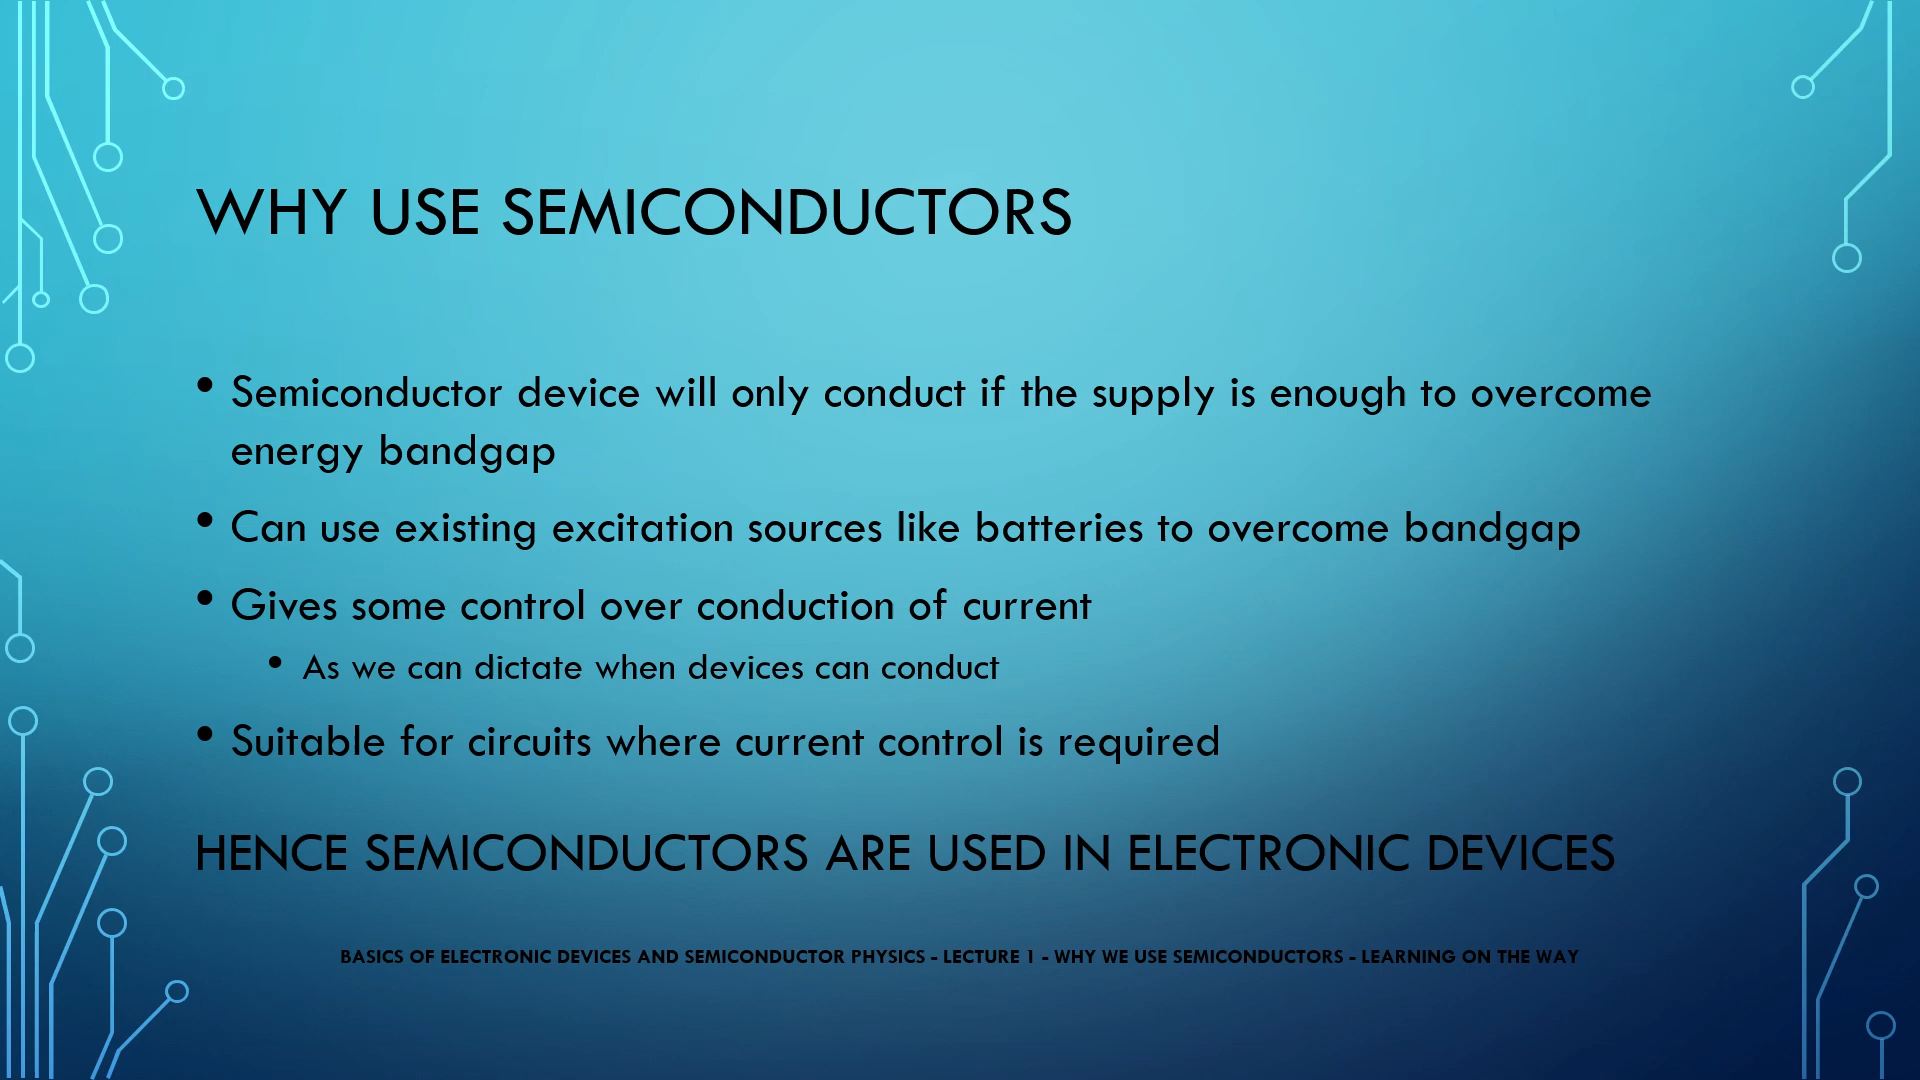 WHY USE SEMICONDUCTORS
• Semiconductor device will only conduct if the supply is enough to overcome
energy bandgap
• Can use existing excitation sources like batteries to overcome bandgap
• Gives some control over conduction of current
• As we can dictate when devices can conduct
• Suitable for circuits where current control is required
HENCE SEMICONDUCTORS ARE USED IN ELECTRONIC DEVICES
BASICS OF ELECTRONIC DEVICES AND SEMICONDUCTOR PHYSICS - LECTURE 1 - WHY WE USE SEMICONDUCTORS - LEARNING ON THE WAY